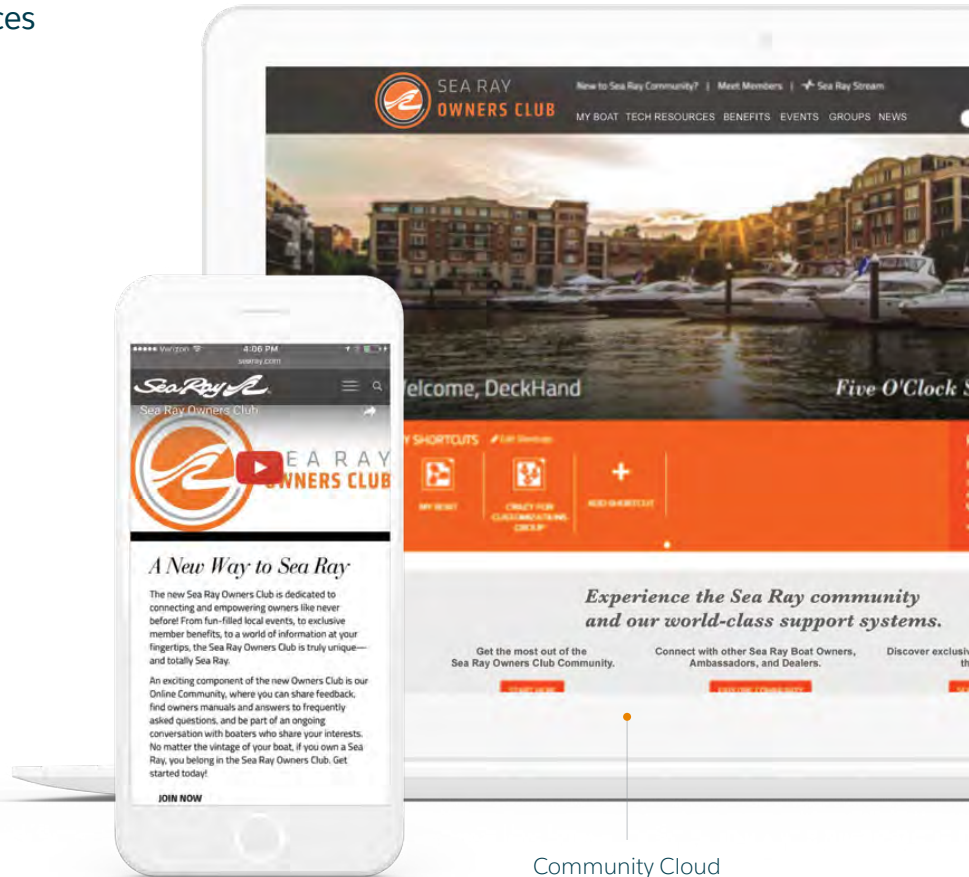 ces
SEA RAY
OWNERS CLUB
New to Sea Ray Community? | Meet Members | Sea Ray Stream
MY BOAT TECH RESOURCES BENEFITS EVENTS GROUPS NEWS
elcome, DeckHand
Five O'Clock S
Y SHORTCUTS Edit Shortcuts
MY BOAT
CRAZY FOR
CUSTOMIZATIONS
GROUP
ADD SHORTCUT
Experience the Sea Ray community
and our world-class support systems.
Get the most out of the
Sea Ray Owners Club Community.
START HERE
Connect with other Sea Ray Boat Owners,
Ambassadors, and Dealers.
EXPLORE COMMUNITY
Discover exclusiv
th
Verizon
4:06 PM
searay.com
Sea Ray
Sea Ray Owners Club
SEA RAY
OWNERS CLUB
A New Way to Sea Ray
The new Sea Ray Owners Club is dedicated to
connecting and empowering owners like never
before! From fun-filled local events, to exclusive
member benefits, to a world of information at your
fingertips, the Sea Ray Owners Club is truly unique—
and totally Sea Ray.
An exciting component of the new Owners Club is our
Online Community, where you can share feedback,
find owners manuals and answers to frequently
asked questions, and be part of an ongoing
conversation with boaters who share your interests.
No matter the vintage of your boat, if you own a Sea
Ray, you belong in the Sea Ray Owners Club. Get
started today!
JOIN NOW
Community Cloud